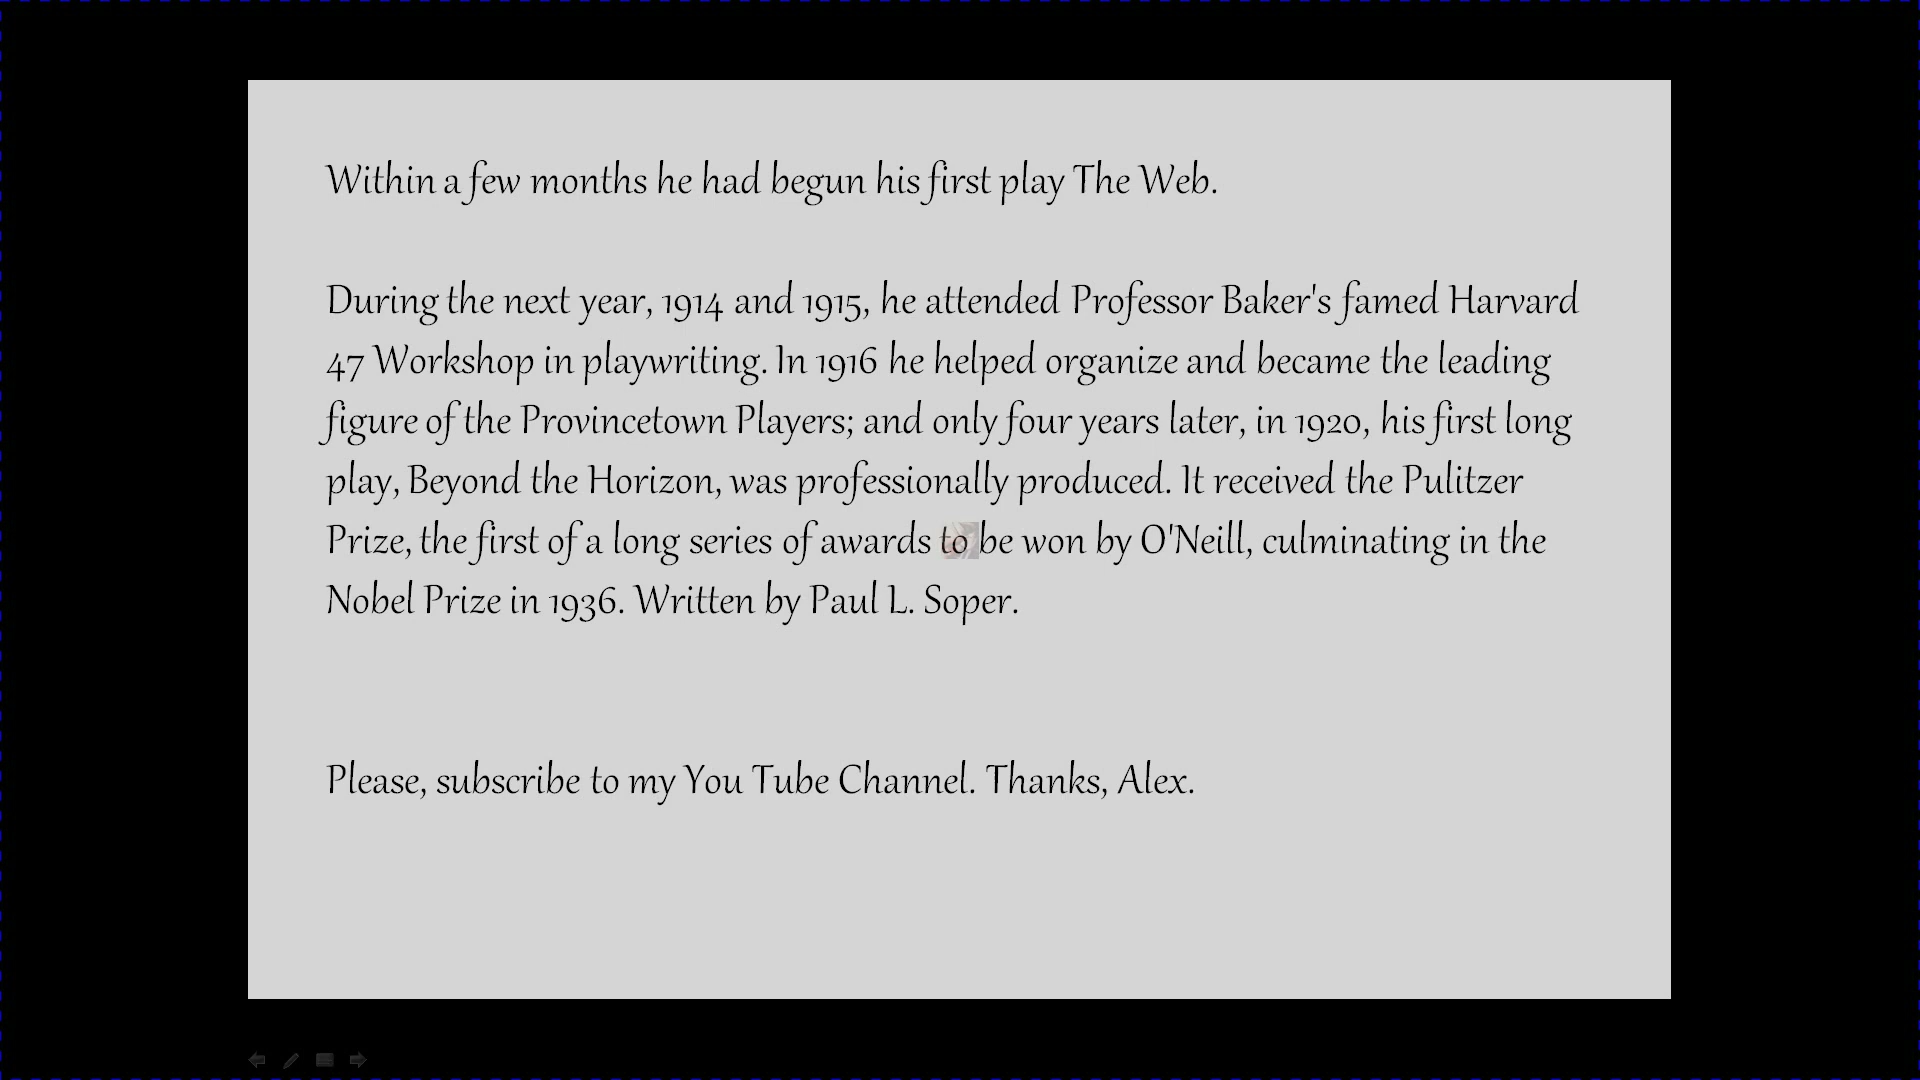 Within a few months he had begun his first play The Web.
During the next year, 1914 and 1915, he attended Professor Baker's famed Harvard
47 Workshop in playwriting. In 1916 he helped organize and became the leading
figure of the Provincetown Players; and only four years later, in 1920, his first long
play, Beyond the Horizon, was professionally produced. It received the Pulitzer
Prize, the first of a long series of awards to be won by O'Neill, culminating in the
Nobel Prize in 1936. Written by Paul L. Soper.
Please, subscribe to my You Tube Channel. Thanks, Alex.